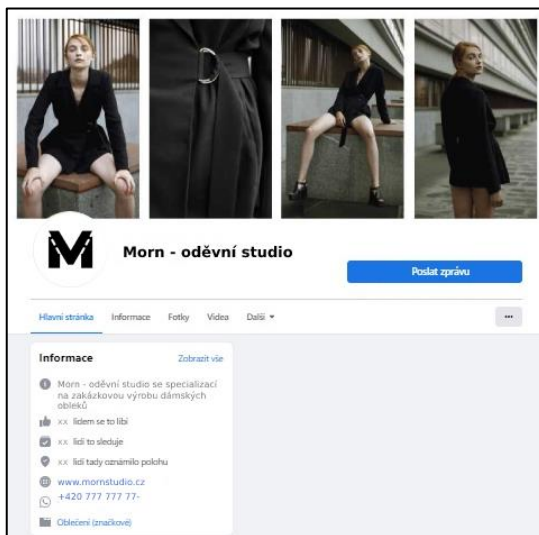 M
Morn - oděvní studio
Poslat zprávu
Hlavní stránka Informace Fotky Videa Další
Informace Zobrazit vše
Morn - oděvní studio se specializací
na zakázkovou výrobu dámských
obleků
xx lidem se to líbí
xx lidí to sleduje
xx lidí tady oznámilo polohu
www.mornstudio.cz
+420 777 777 77-
Oblečení (značkové)